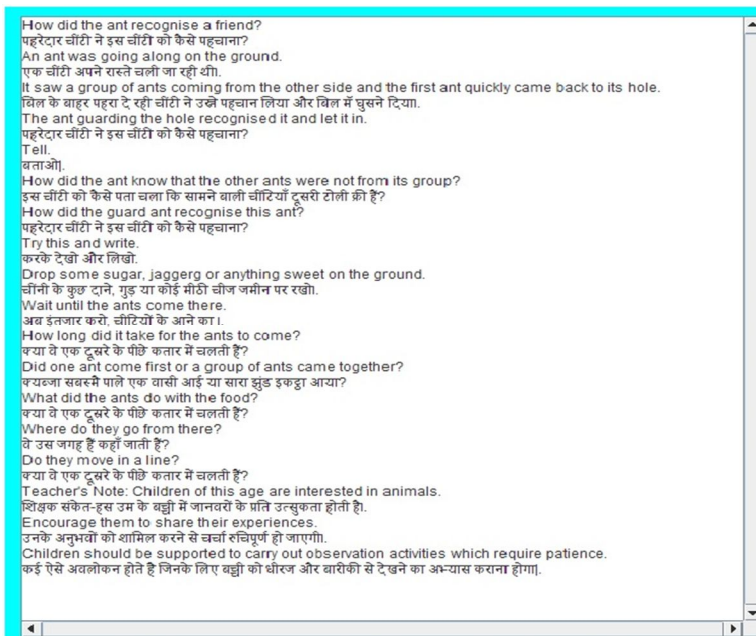 How did the ant recognise a friend?
पहरेदार चींटी ने इस चींटी को कैसे पहचाना?
An ant was going along on the ground.
एक चींटी अपने रास्ते चली जा रही थी।.
It saw a group of ants coming from the other side and the first ant quickly came back to its hole.
बिल के बाहर पहरा दे रही चींटी ने उसे पहचान लिया और बिल में घुसने दिया।.
The ant guarding the hole recognised it and let it in.
पहरेदार चींटी ने इस चींटी को कैसे पहचाना?
Tell.
बताओ|.
How did the ant know that the other ants were not from its group?
इस चींटी को कैसे पता चला कि सामने बाली चींटियाँ दूसरी टोली क्री हैं?
How did the guard ant recognise this ant?
पहरेदार चींटी ने इस चींटी को कैसे पहचाना?
Try this and write.
करके देखो और लिखो.
Drop some sugar, jaggerg or anything sweet on the ground.
चींनी के कुछ दाने, गुड़ या कोई मीठी चीज जमीन पर रखो।.
Wait until the ants come there.
अब इंतजार करो, चीटियों के आने का।.
How long did it take for the ants to come?
क्या वे एक दूसरे के पीछे कतार में चलती हैं?
Did one ant come first or a group of ants came together?
क्यब्जा सबस्मै पाले एक वासी आई या सारा झुंड इकट्ठा आया?
What did the ants do with the food?
क्या वे एक दूसरे के पीछे कतार में चलती हैं?
Where do they go from there?
वे उस जगह हैं कहाँ जाती हैं?
Do they move in a line?
क्या वे एक दूसरे के पीछे कतार में चलती हैं?
Teacher's Note: Children of this age are interested in animals.
शिक्षक संकेत-हस उम के बच्ची में जानवरों के प्रति उत्सुकता होती है।.
Encourage them to share their experiences.
उनके अनुभवों को शामिल करने से चर्चा रुचिपूर्ण हो जाएगी।.
Children should be supported to carry out observation activities which require patience.
कई ऐसे अवलोकन होते है जिनके लिए बच्ची को धीरज और बारीकी से देखने का अभ्यास कराना होगा|.